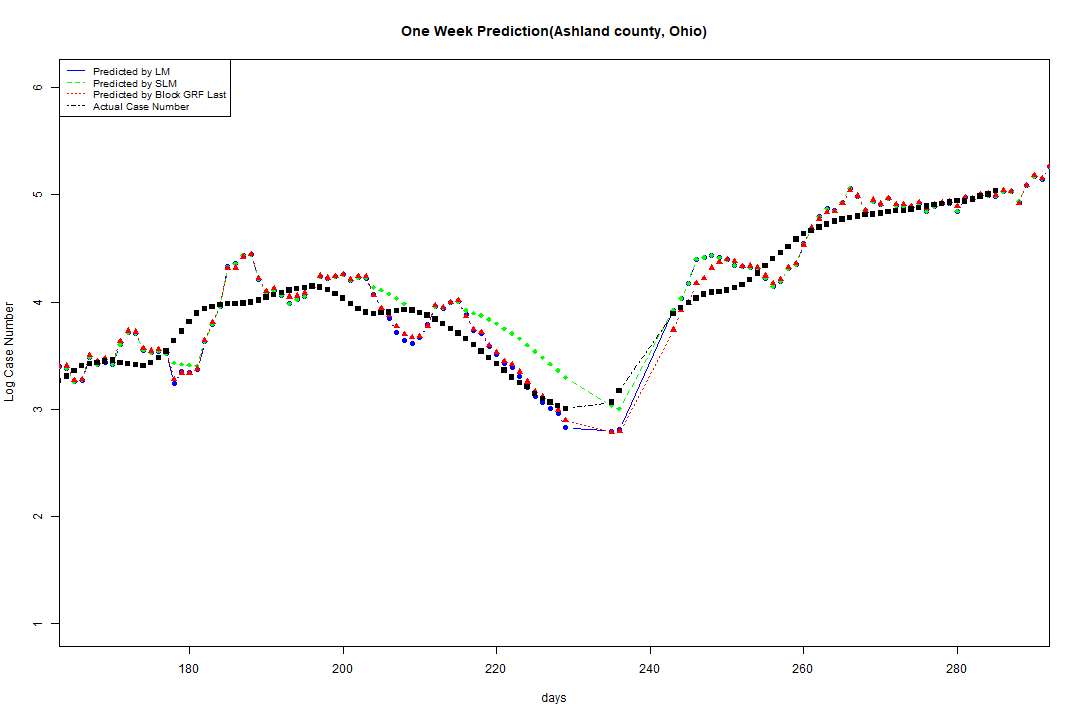 One Week Prediction(Ashland county, Ohio)
Predicted by LM
Predicted by SLM
Predicted by Block GRF Last
Actual Case Number
6
5
4
3
2
1
Log Case Number
180 200 220 240 260 280
days